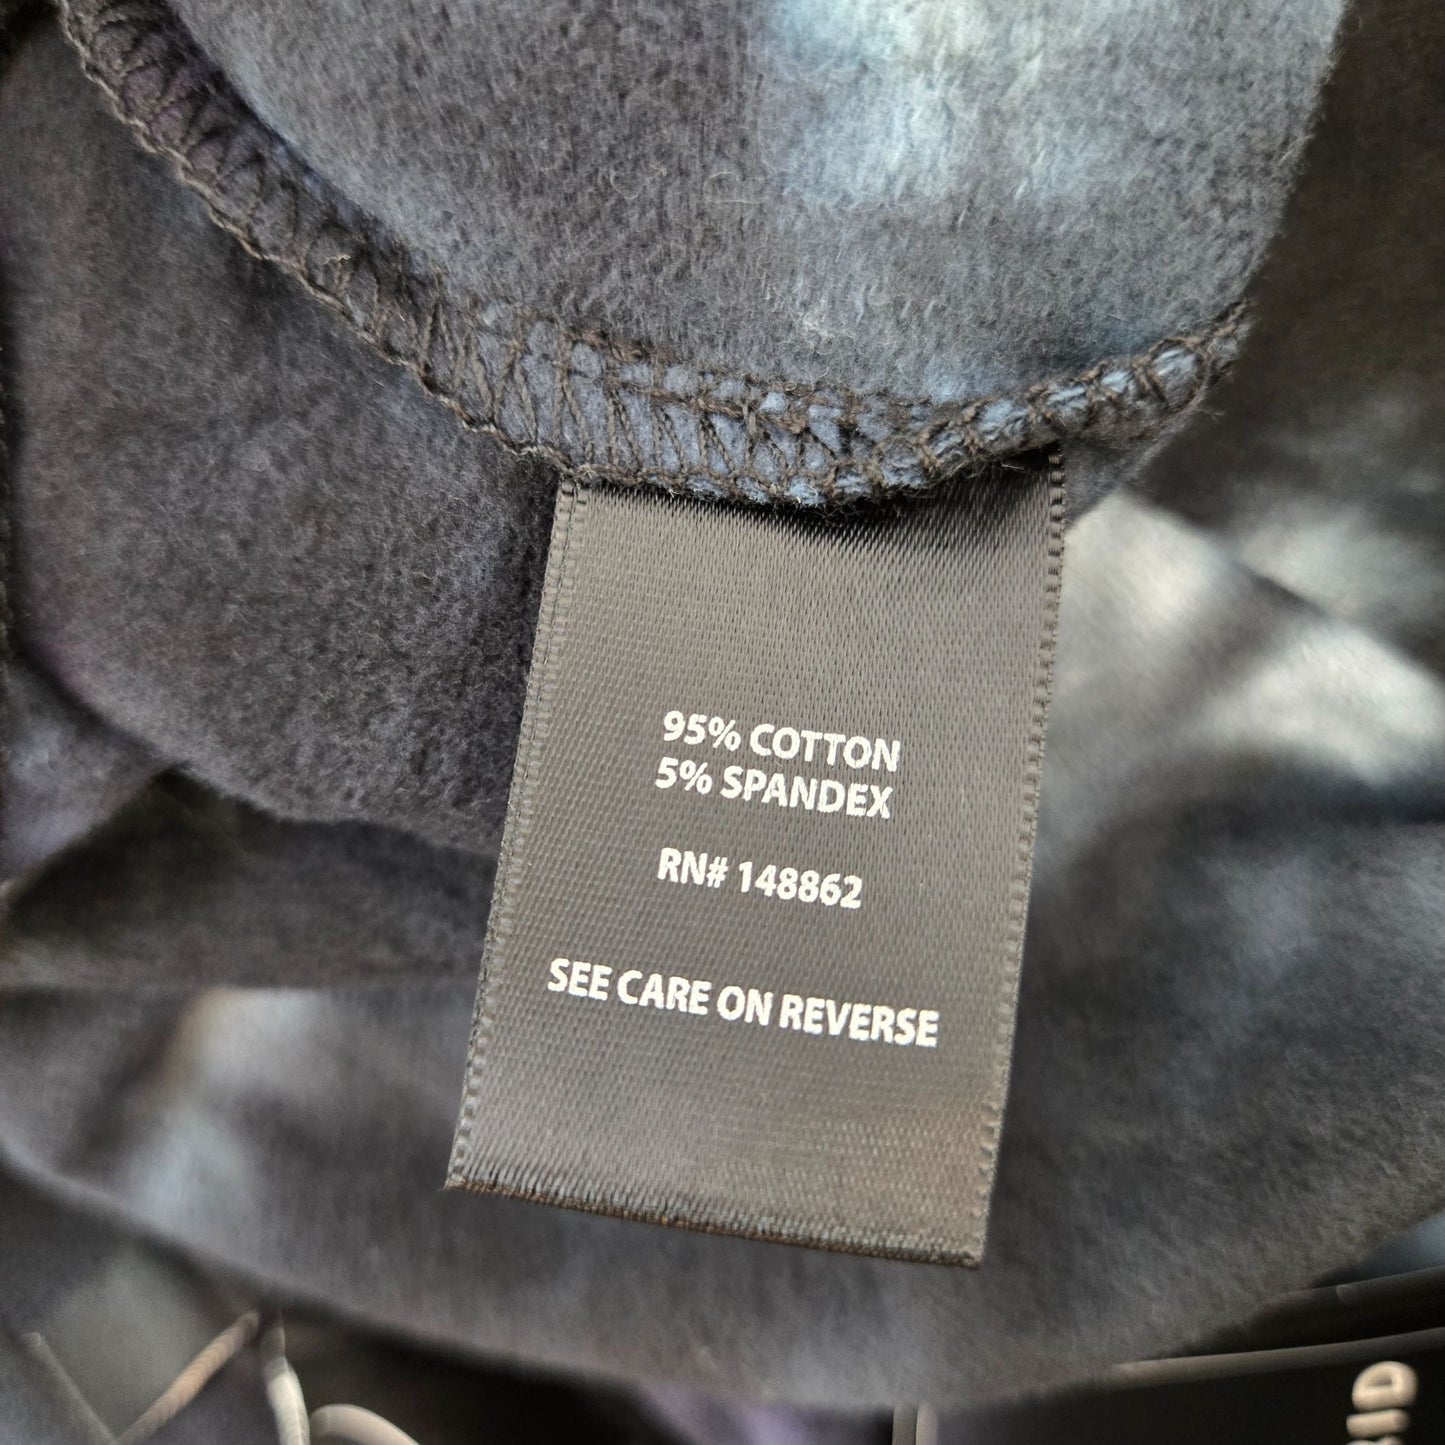 95% COTTON
5% SPANDEX
RN# 148862
SEE CARE ON REVERSE